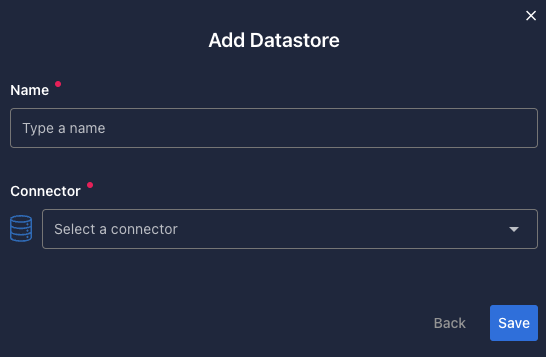 Add Datastore
Name
Type a name
Connector
Select a connector
Back
Save